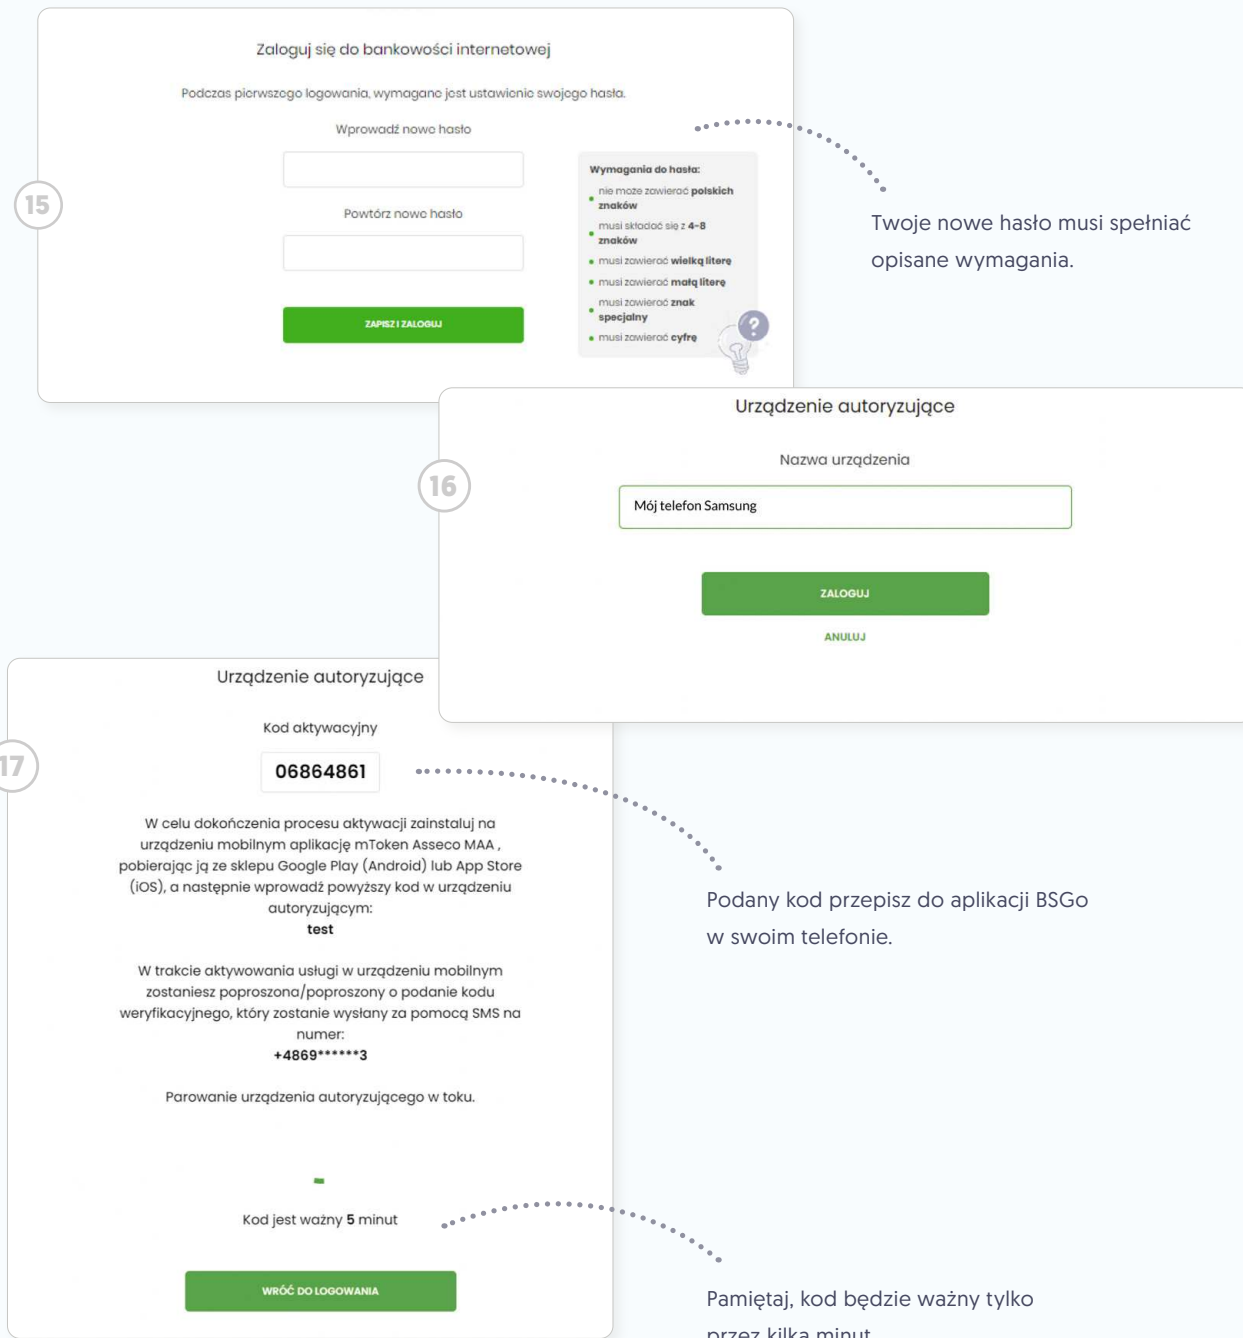 Zaloguj się do bankowości internetowej
Podczas pierwszego logowania, wymagane jest ustawienie swojego hasła.
Wprowadź nowe hasło
Powtórz nowe hasło
ZAPISZ I ZALOGUJ
Wymagania do hasła:
nie może zawierać polskich
znaków
musi składać się z 4-8
znaków
musi zawierać wielką literę
musi zawierać małą literę
musi zawierać znak
specjalny
musi zawierać cyfrę
?
15
Twoje nowe hasło musi spełniać
opisane wymagania.
16
Urządzenie autoryzujące
Nazwa urządzenia
Mój telefon Samsung
ZALOGUJ
ANULUJ
17
Urządzenie autoryzujące
Kod aktywacyjny
06864861
W celu dokończenia procesu aktywacji zainstaluj na
urządzeniu mobilnym aplikację mToken Asseco MAA ,
pobierając ją ze sklepu Google Play (Android) lub App Store
(iOS), a następnie wprowadź powyższy kod w urządzeniu
autoryzującym:
test
W trakcie aktywowania usługi w urządzeniu mobilnym
zostaniesz poproszona/poproszony o podanie kodu
weryfikacyjnego, który zostanie wysłany za pomocą SMS na
numer:
+4869******3
Parowanie urządzenia autoryzującego w toku.
Kod jest ważny 5 minut
WRÓĆ DO LOGOWANIA
Podany kod przepisz do aplikacji BSGo
w swoim telefonie.
Pamiętaj, kod będzie ważny tylko
przez kilka minut